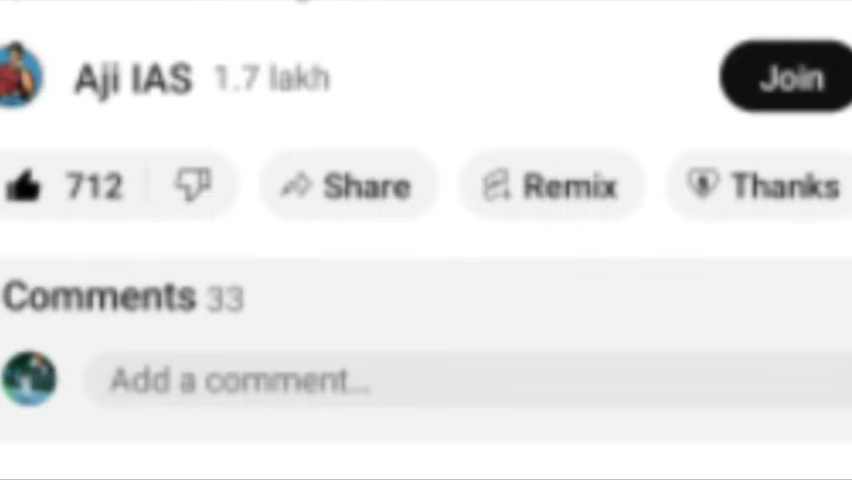 Aji IAS 1.7 lakh Join
712 Share Remix Thanks
Comments 33
Add a comment...